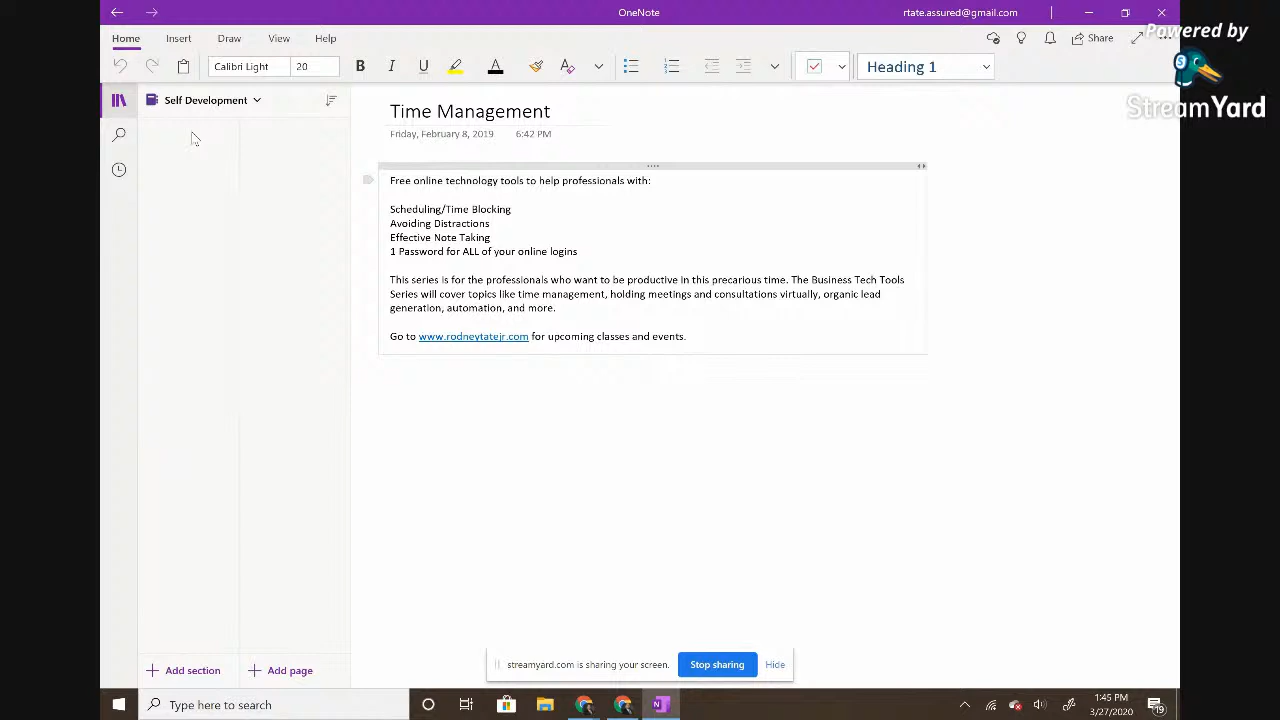 OneNote
rtate.assured@gmail.com
Powered by
StreamYard
Home
Insert
Draw
View
Help
Share
Calibri Light
20
B
I
U
A
Heading 1
Self Development
Time Management
Friday, February 8, 2019
6:42 PM
Free online technology tools to help professionals with:
Scheduling/Time Blocking
Avoiding Distractions
Effective Note Taking
1 Password for ALL of your online logins
This series is for the professionals who want to be productive in this precarious time. The Business Tech Tools
Series will cover topics like time management, holding meetings and consultations virtually, organic lead
generation, automation, and more.
Go to www.rodneytatejr.com for upcoming classes and events.
Add section
Add page
streamyard.com is sharing your screen.
Stop sharing
Hide
Type here to search
1:45 PM
3/27/2020
19